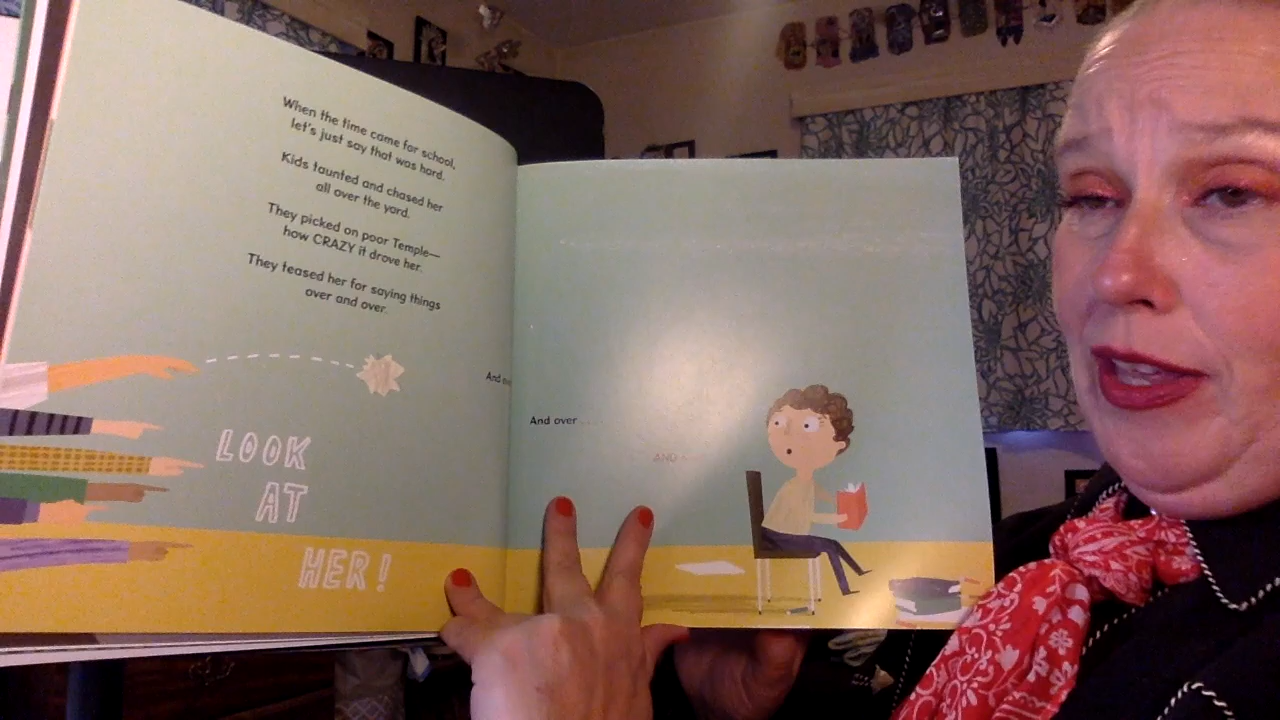 When the time came for school,
let's just say that was hard.
Kids taunted and chased her
all over the yard.
They picked on poor Temple—
how CRAZY it drove her.
They teased her for saying things
over and over.
And
And over
AND
LOOK
AT
HER!